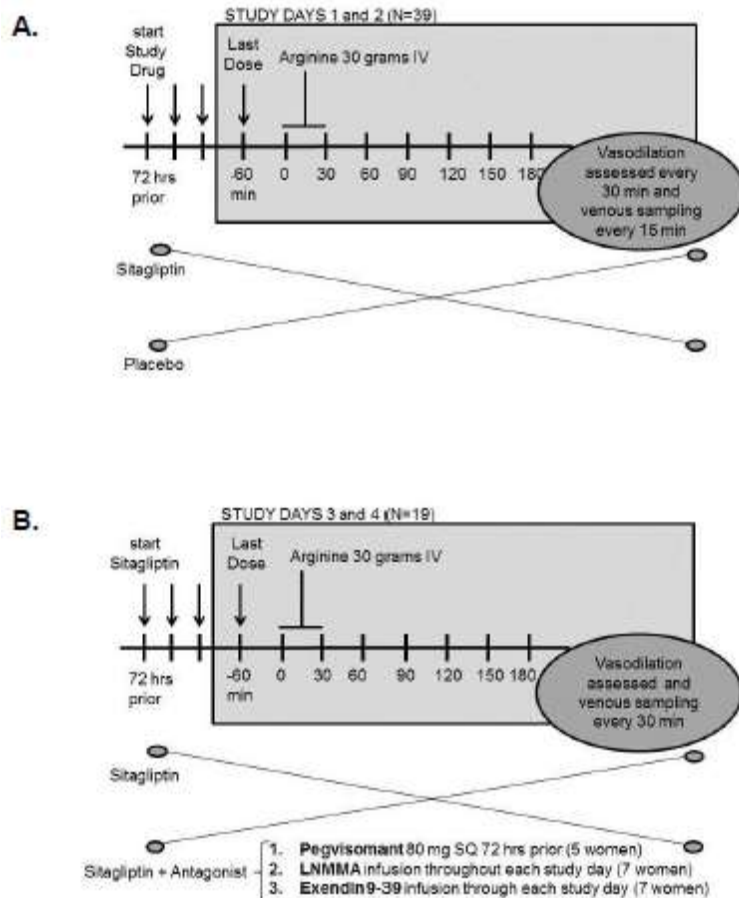 A.
STUDY DAYS 1 and 2 (N=39)
start
Study
Drug
Last
Dose
Arginine 30 grams IV
72 hrs
prior
-60
min
0
30
60
90
120
150
180
Vasodilation
assessed every
30 min and
venous sampling
every 15 min
Sitagliptin
Placebo
B.
STUDY DAYS 3 and 4 (N=19)
start
Sitagliptin
Last
Dose
Arginine 30 grams IV
72 hrs
prior
-60
min
0
30
60
90
120
150
180
Vasodilation
assessed and
venous sampling
every 30 min
Sitagliptin
Sitagliptin + Antagonist
1. Pegvisomant 80 mg SQ 72 hrs prior (5 women)
2. LNMMA infusion throughout each study day (7 women)
3. Exendin 9-39 infusion through each study day (7 women)